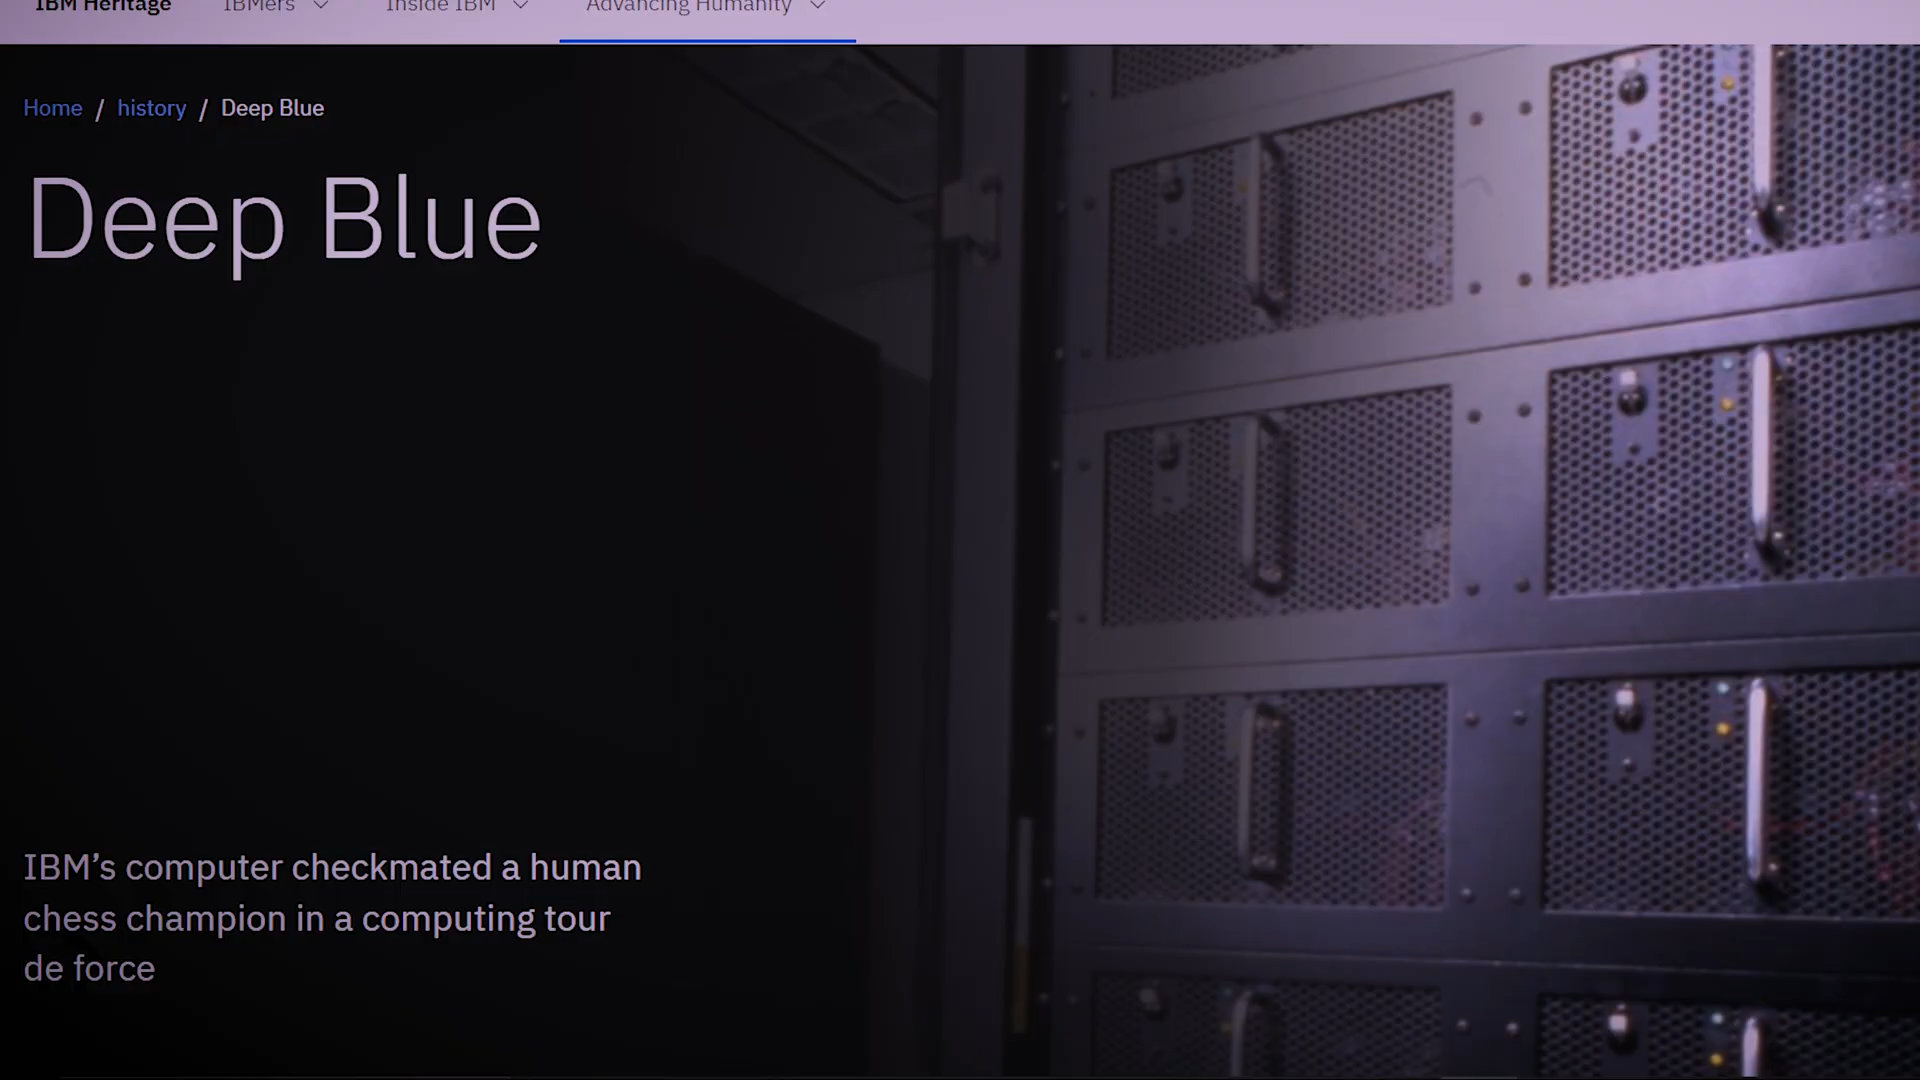 IBM Heritage IBMers Inside IBM Advancing Humanity
Home / history / Deep Blue
Deep Blue
IBM’s computer checkmated a human
chess champion in a computing tour
de force